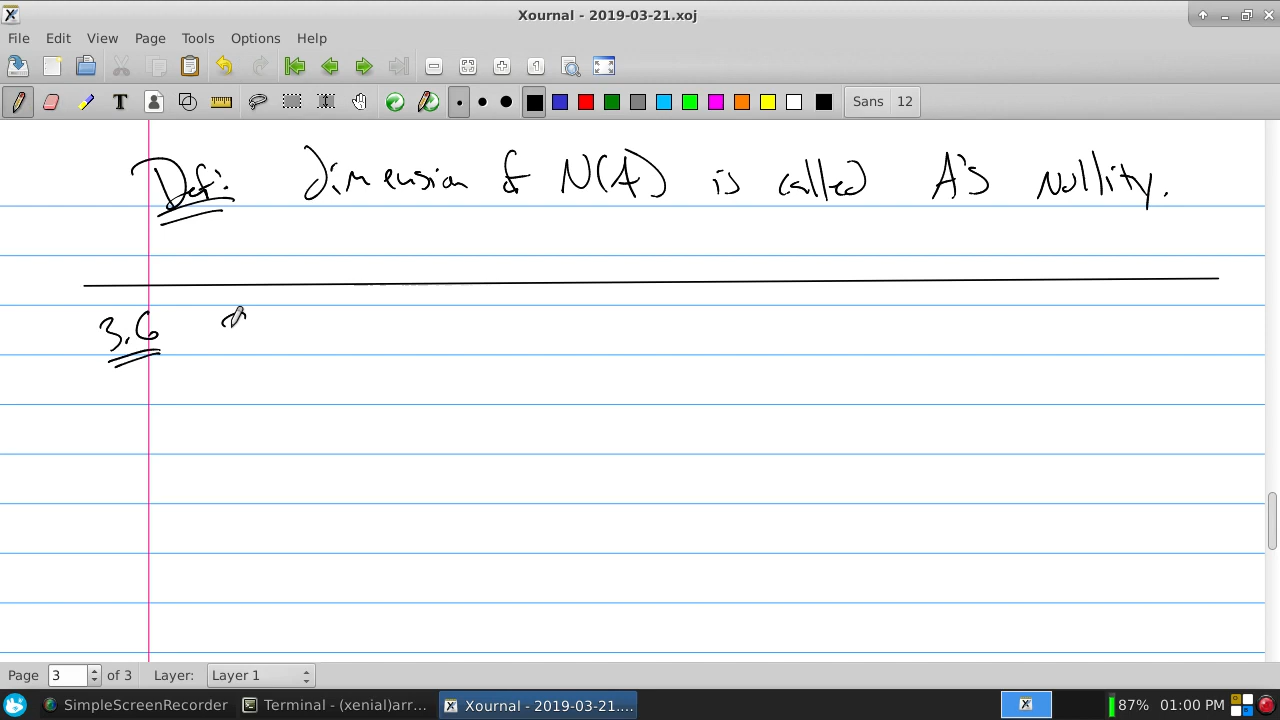 Xournal - 2019-03-21.xoj
File Edit View Page Tools Options Help
Sans 12
Def: Dimension of N(A) is called A's nullity.
3.6
Page 3 of 3 Layer: Layer 1
SimpleScreenRecorder Terminal - (xenial)arr... Xournal - 2019-03-21.... 87% 01:00 PM